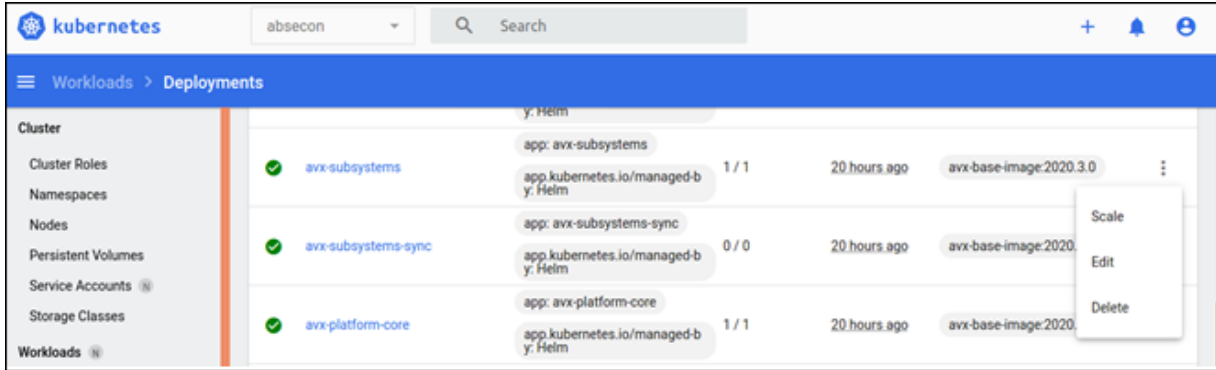 kubernetes
absecon
Search
Workloads > Deployments
Cluster
Cluster Roles
Namespaces
Nodes
Persistent Volumes
Service Accounts N
Storage Classes
Workloads N
y: Helm
avx-subsystems
app: avx-subsystems
app.kubernetes.io/managed-b
y: Helm
1 / 1
20 hours ago
avx-base-image:2020.3.0
avx-subsystems-sync
app: avx-subsystems-sync
app.kubernetes.io/managed-b
y: Helm
0 / 0
20 hours ago
avx-base-image:2020.
avx-platform-core
app: avx-platform-core
app.kubernetes.io/managed-b
y: Helm
1 / 1
20 hours ago
avx-base-image:2020.
Scale
Edit
Delete